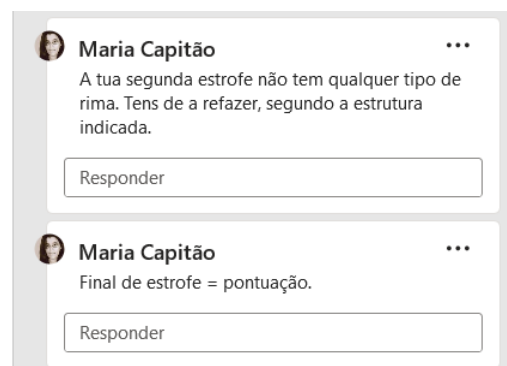 Maria Capitão
A tua segunda estrofe não tem qualquer tipo de
rima. Tens de a refazer, segundo a estrutura
indicada.
Responder
Maria Capitão
Final de estrofe = pontuação.
Responder